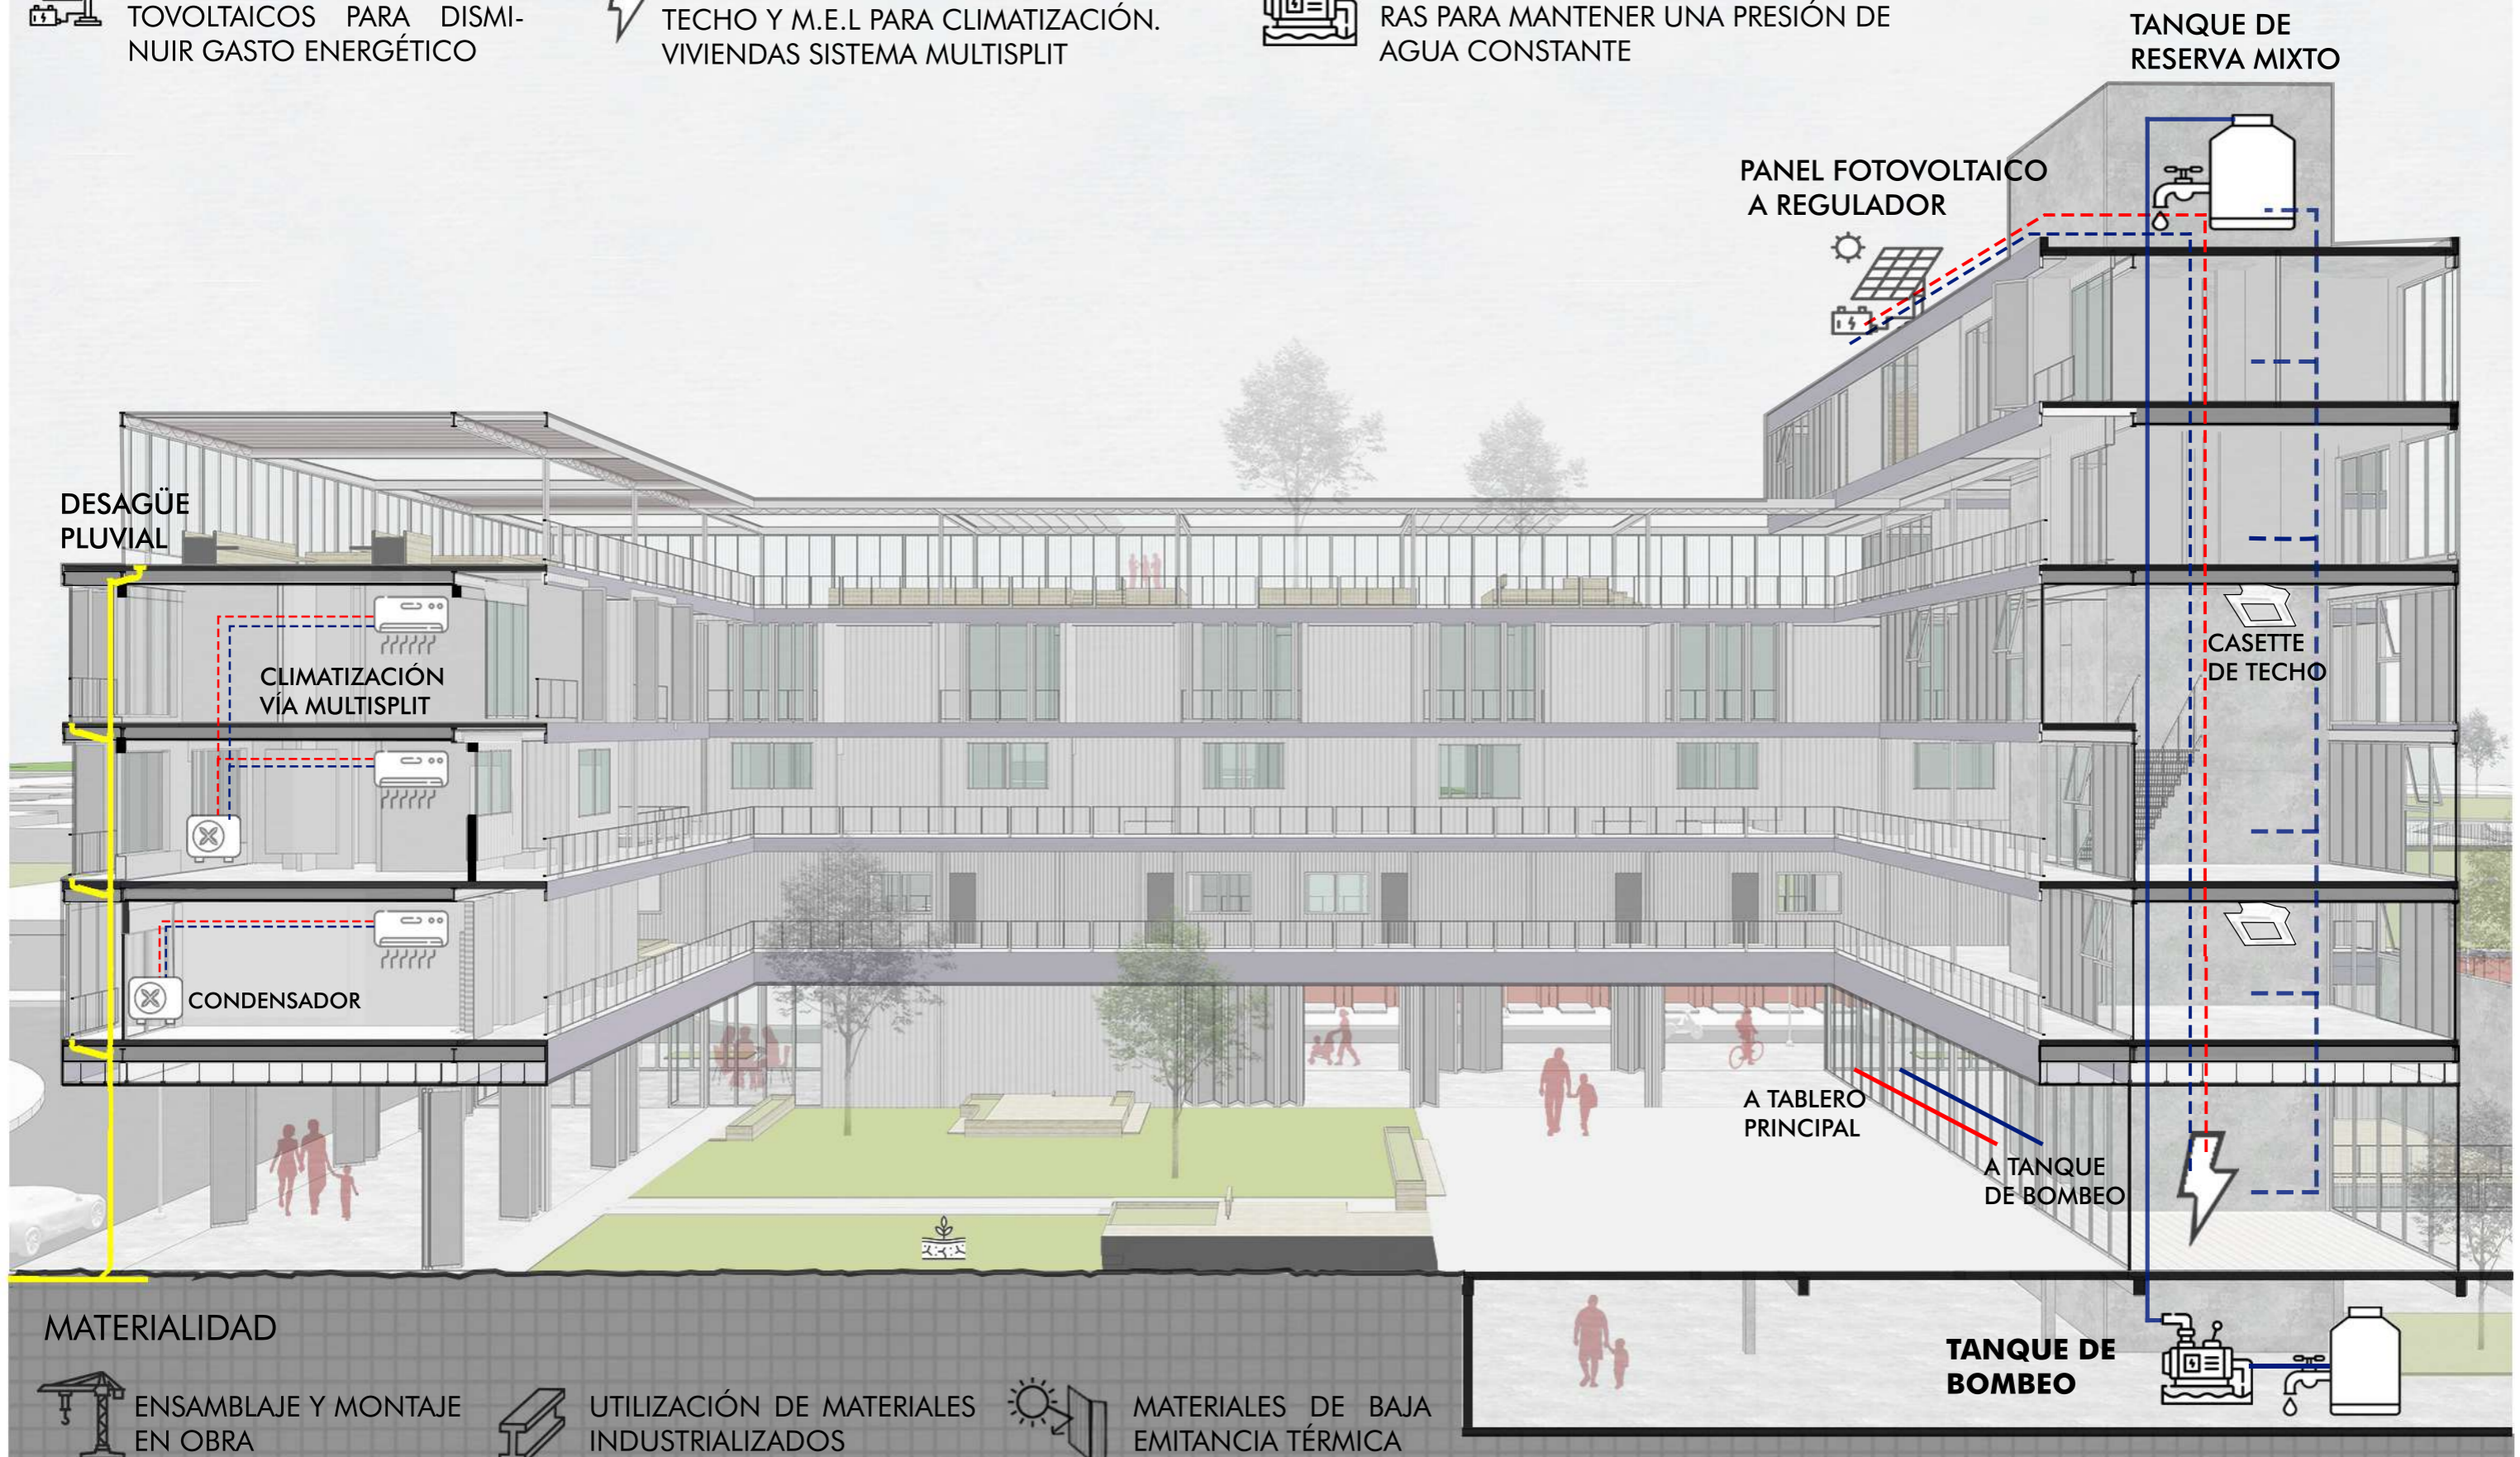 TOVOLTAICOS PARA DISMI-
NUIR GASTO ENERGÉTICO
TECHO Y M.E.L PARA CLIMATIZACIÓN.
VIVIENDAS SISTEMA MULTISPLIT
RAS PARA MANTENER UNA PRESIÓN DE
AGUA CONSTANTE
TANQUE DE
RESERVA MIXTO
PANEL FOTOVOLTAICO
A REGULADOR
DESAGÜE
PLUVIAL
CLIMATIZACIÓN
VÍA MULTISPLIT
CASETTE
DE TECHO
CONDENSADOR
A TABLERO
PRINCIPAL
A TANQUE
DE BOMBEO
MATERIALIDAD
TANQUE DE
BOMBEO
ENSAMBLAJE Y MONTAJE
EN OBRA
UTILIZACIÓN DE MATERIALES
INDUSTRIALIZADOS
MATERIALES DE BAJA
EMITANCIA TÉRMICA